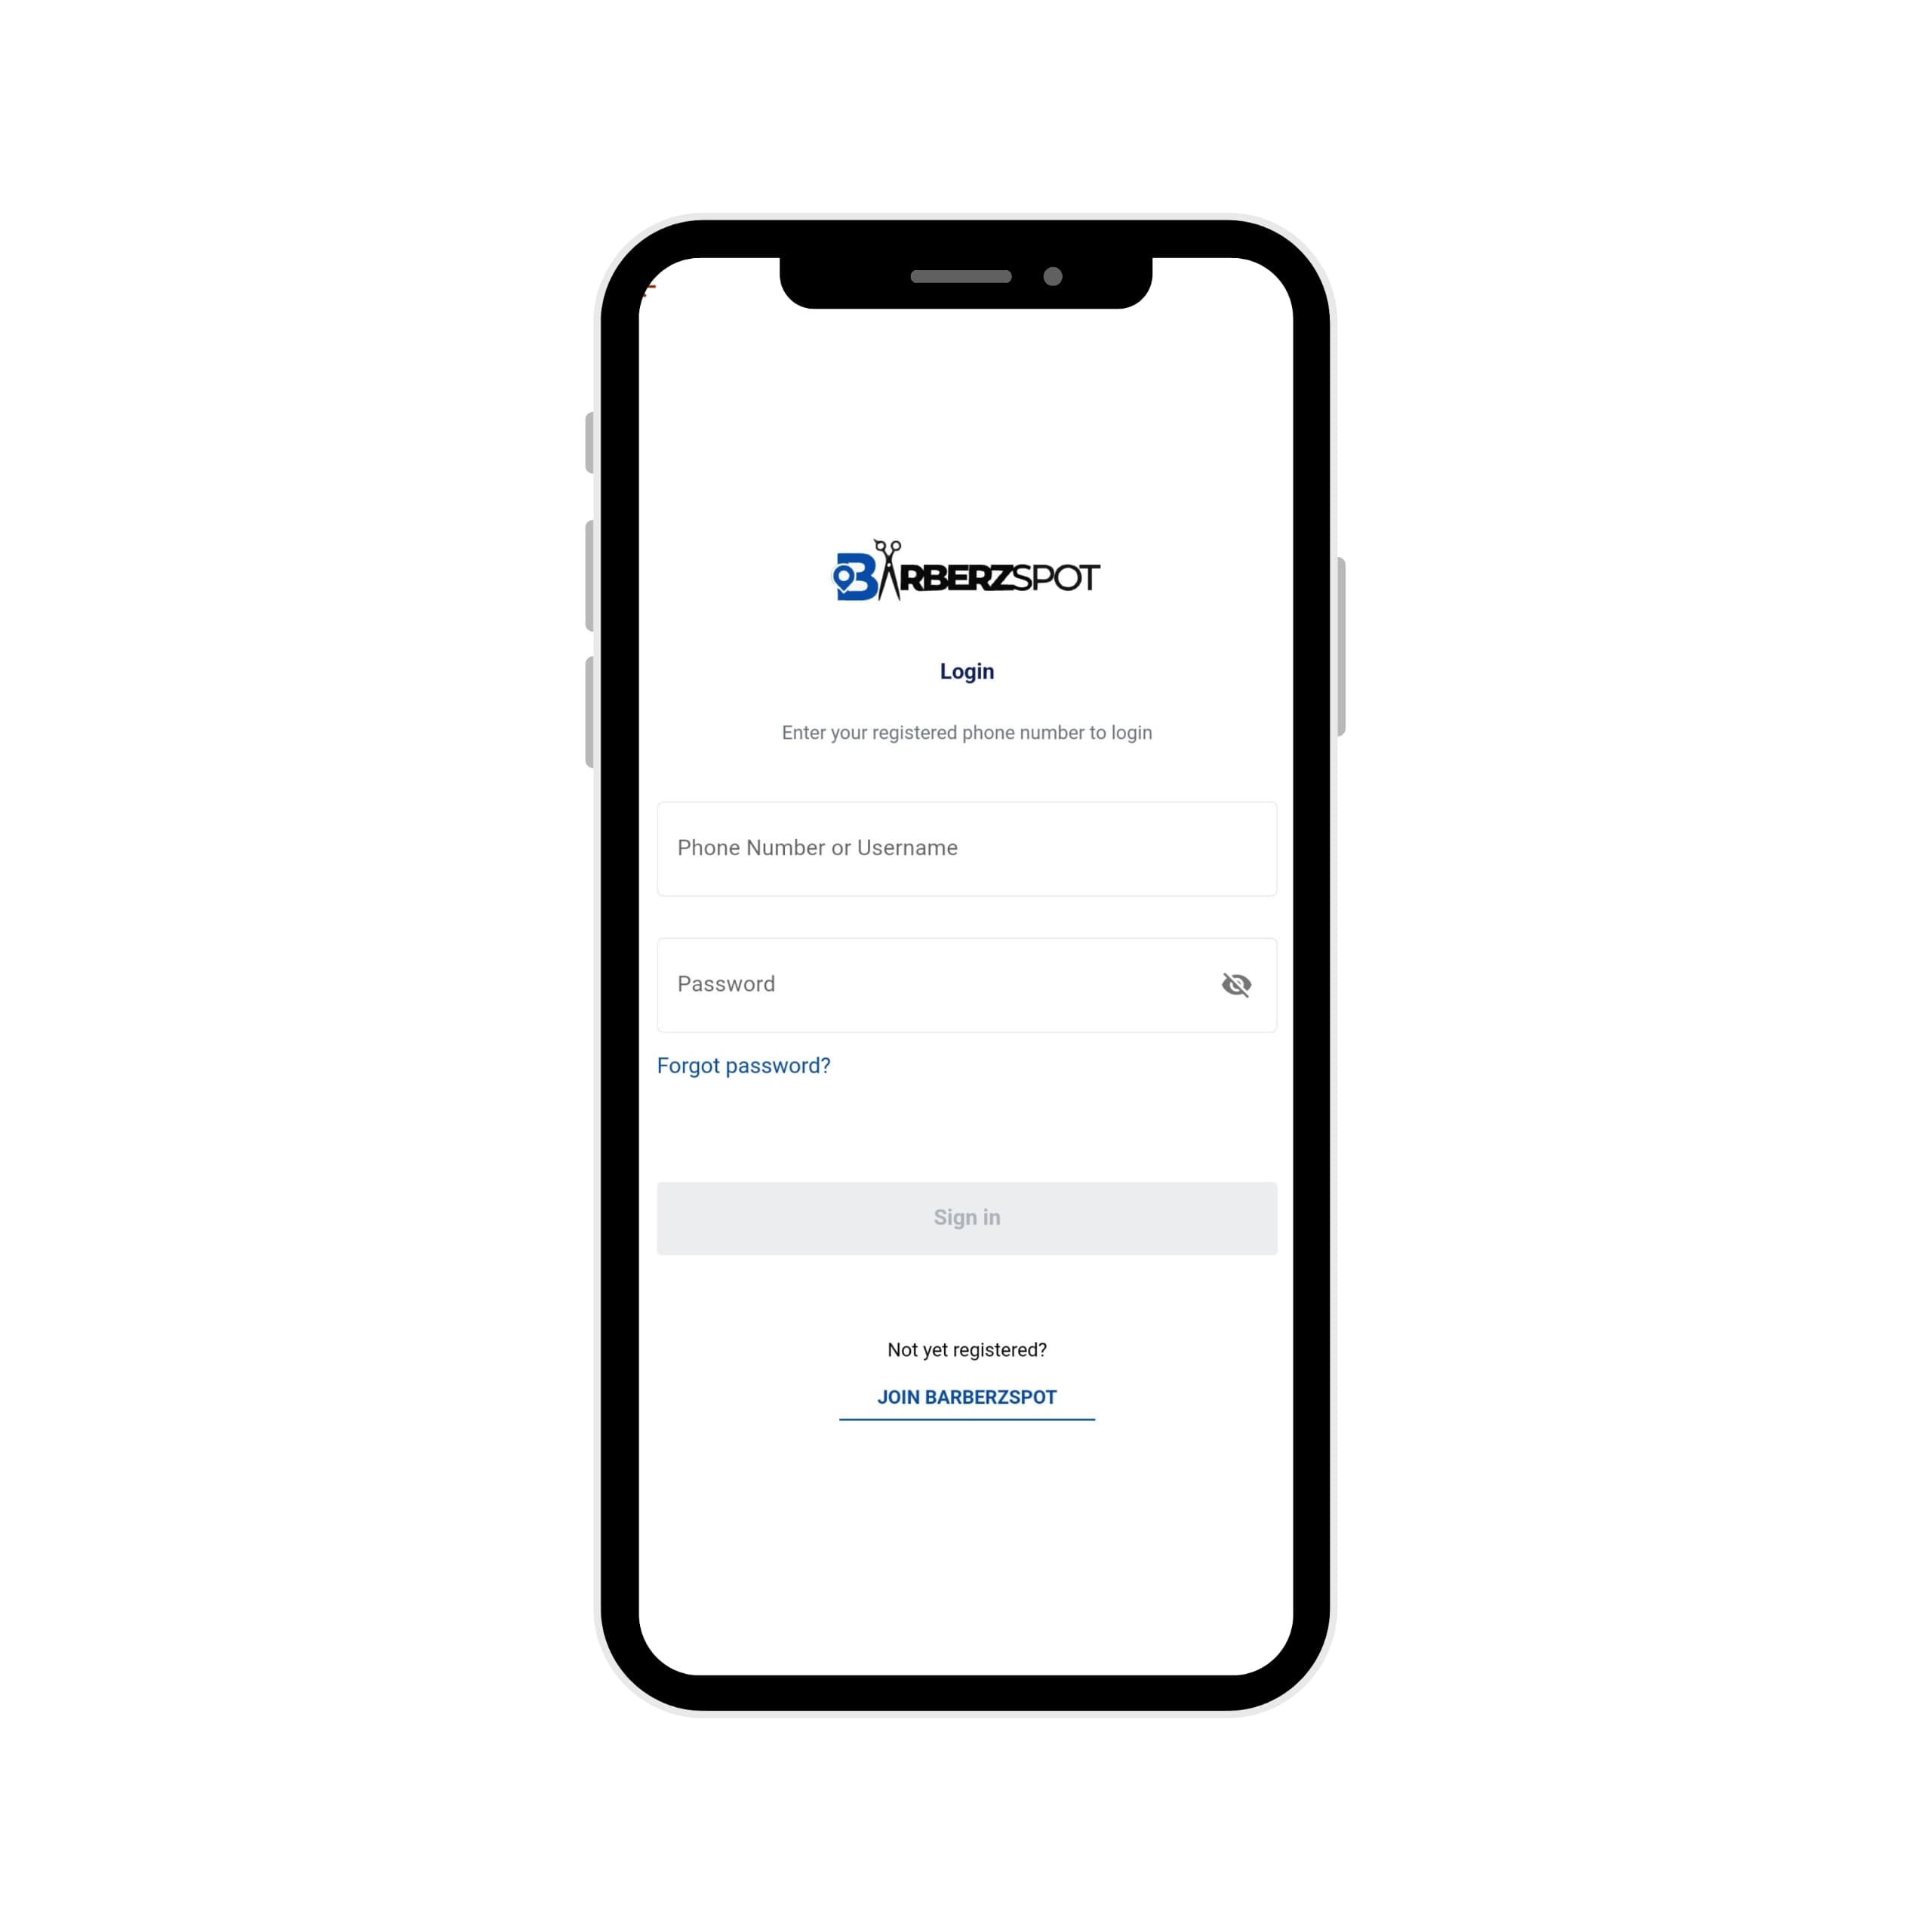 BARBERZSPOT
Login
Enter your registered phone number to login
Phone Number or Username
Password
Forgot password?
Sign in
Not yet registered?
JOIN BARBERZSPOT